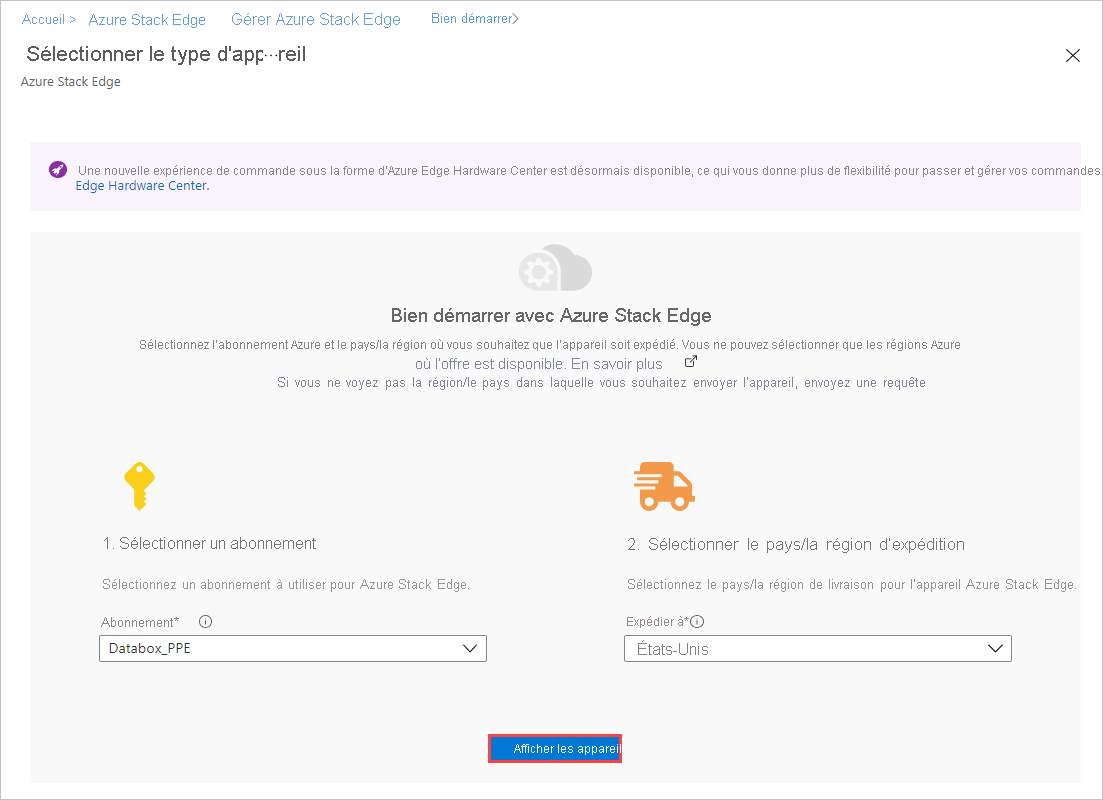 Accueil > Azure Stack Edge Gérer Azure Stack Edge Bien démarrer>
Sélectionner le type d'app···reil
Azure Stack Edge
Une nouvelle expérience de commande sous la forme d'Azure Edge Hardware Center est désormais disponible, ce qui vous donne plus de flexibilité pour passer et gérer vos commandes.
Edge Hardware Center.
Bien démarrer avec Azure Stack Edge
Sélectionnez l'abonnement Azure et le pays/la région où vous souhaitez que l'appareil soit expédié. Vous ne pouvez sélectionner que les régions Azure
où l'offre est disponible. En savoir plus
Si vous ne voyez pas la région/le pays dans laquelle vous souhaitez envoyer l'appareil, envoyez une requête
1. Sélectionner un abonnement
2. Sélectionner le pays/la région d'expédition
Sélectionnez un abonnement à utiliser pour Azure Stack Edge.
Sélectionnez le pays/la région de livraison pour l'appareil Azure Stack Edge.
Abonnement*
Expédier à*
Databox_PPE
États-Unis
Afficher les appareil